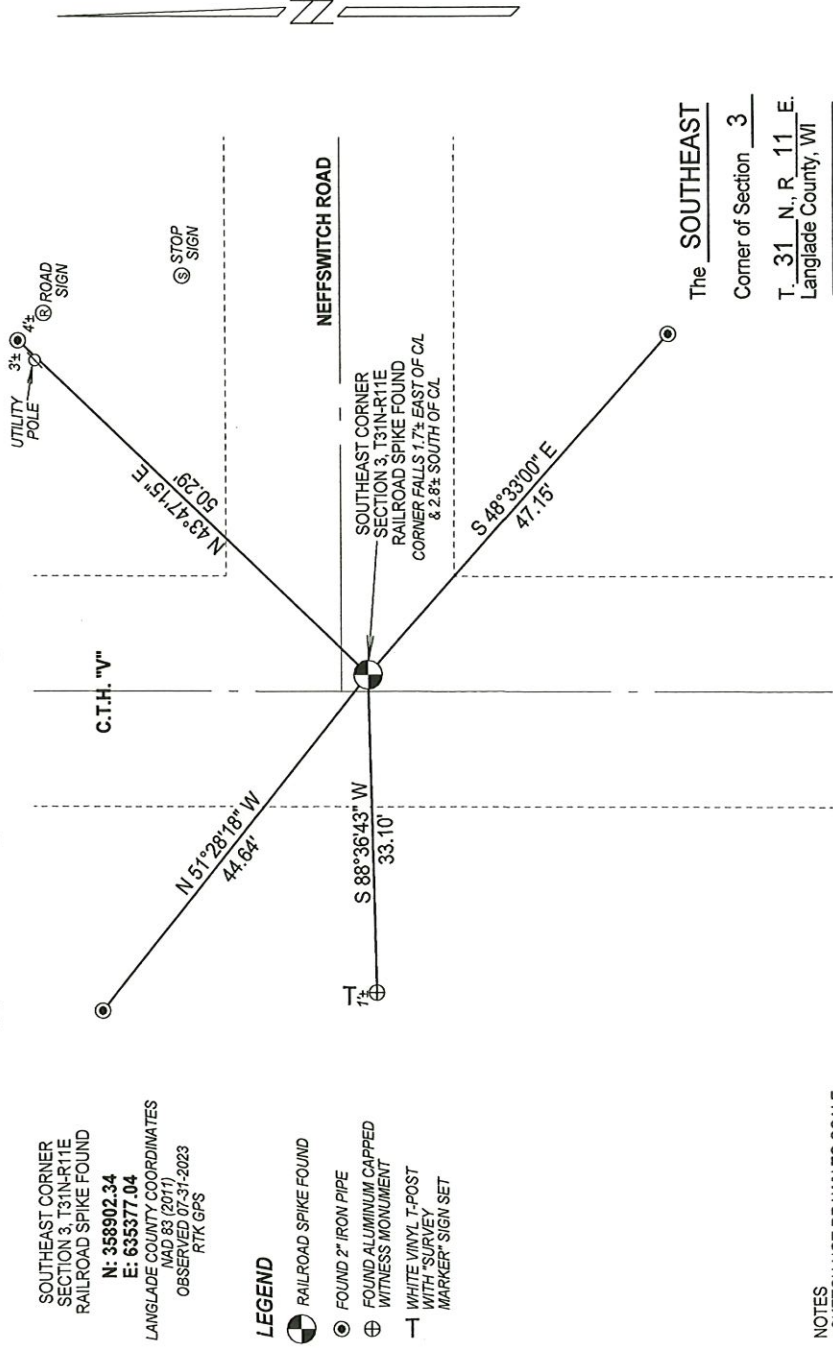 SOUTHEAST CORNER
SECTION 3, T31N-R11E
RAILROAD SPIKE FOUND
N: 358902.34
E: 635377.04
LANGLADE COUNTY COORDINATES
NAD 83 (2011)
OBSERVED 07-31-2023
RTK GPS
LEGEND
RAILROAD SPIKE FOUND
FOUND 2" IRON PIPE
FOUND ALUMINUM CAPPED
WITNESS MONUMENT
T WHITE VINYL T-POST
WITH "SURVEY
MARKER" SIGN SET
C.T.H. "V"
N 51°28'18" W
44.64'
S 88°36'43" W
33.10'
T
1'±
N 43°47'15" E
50.29'
UTILITY
POLE
3'±
4'±
R ROAD
SIGN
S STOP
SIGN
NEFFSWITCH ROAD
SOUTHEAST CORNER
SECTION 3, T31N-R11E
RAILROAD SPIKE FOUND
CORNER FALLS 1.7'± EAST OF C/L
& 2.8'± SOUTH OF C/L
S 48°33'00" E
47.15'
N
The SOUTHEAST
Corner of Section 3
T. 31 N., R 11 E.
Langlade County, WI
NOTES